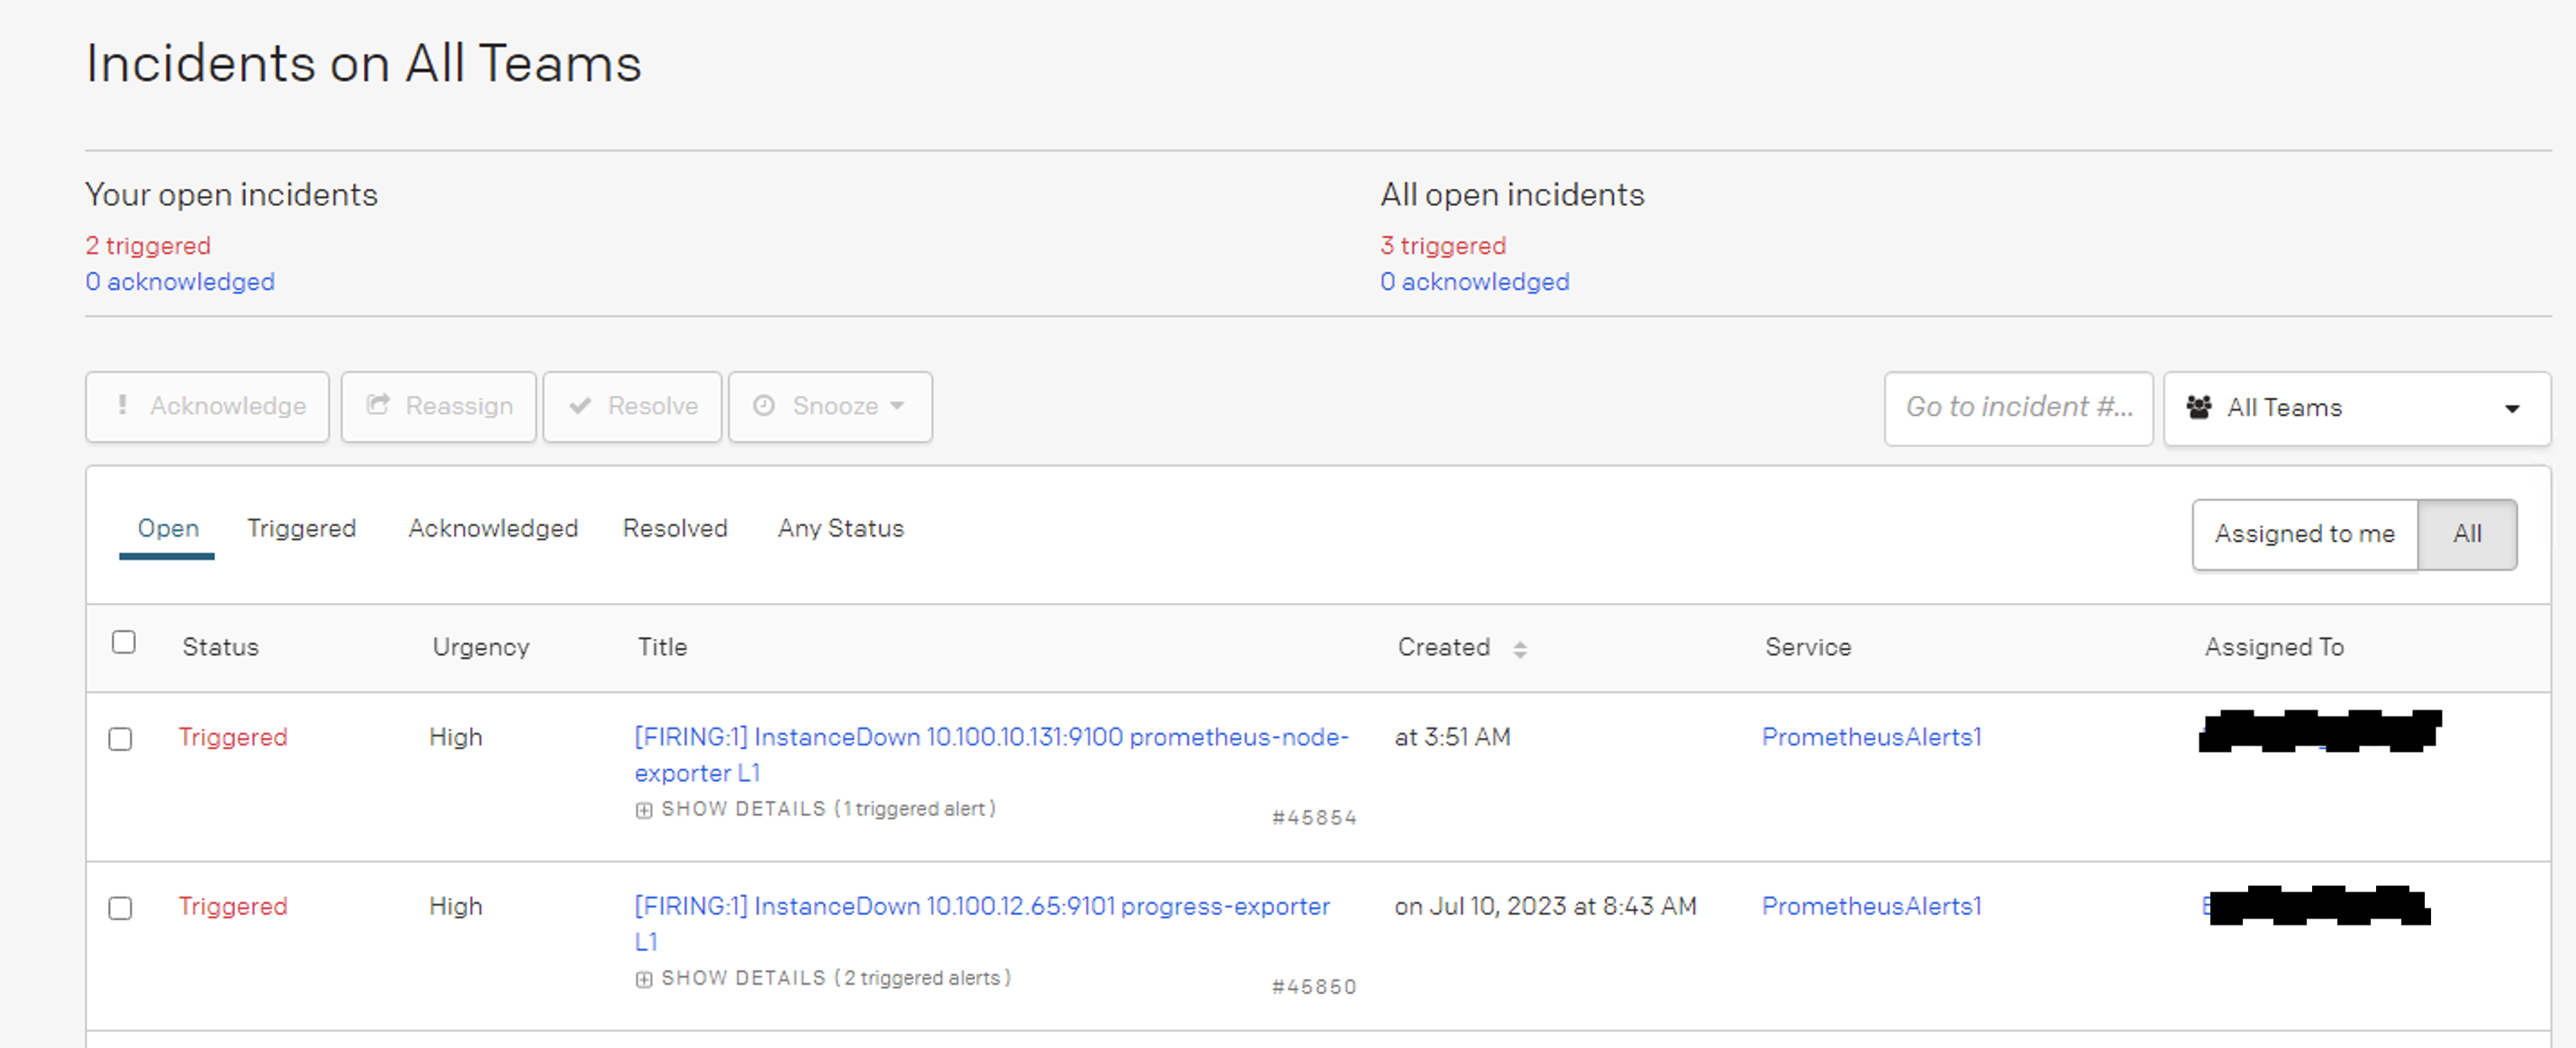 Incidents on All Teams
Your open incidents
2 triggered
0 acknowledged
All open incidents
3 triggered
0 acknowledged
Acknowledge
Reassign
Resolve
Snooze
Go to incident #...
All Teams
Open
Triggered
Acknowledged
Resolved
Any Status
Assigned to me
All
Status
Urgency
Title
Created
Service
Assigned To
Triggered
High
[FIRING:1] InstanceDown 10.100.10.131:9100 prometheus-node-
exporter L1
SHOW DETAILS (1 triggered alert)
#45854
at 3:51 AM
PrometheusAlerts1
Triggered
High
[FIRING:1] InstanceDown 10.100.12.65:9101 progress-exporter
L1
SHOW DETAILS (2 triggered alerts)
#45850
on Jul 10, 2023 at 8:43 AM
PrometheusAlerts1